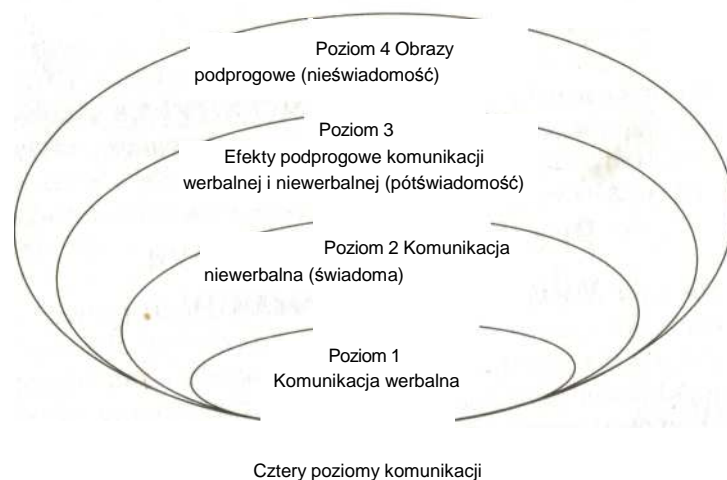 Poziom 4 Obrazy
podprogowe (nieświadomość)
Poziom 3
Efekty podprogowe komunikacji
werbalnej i niewerbalnej (pótświadomość)
Poziom 2 Komunikacja
niewerbalna (świadoma)
Poziom 1
Komunikacja werbalna
Cztery poziomy komunikacji